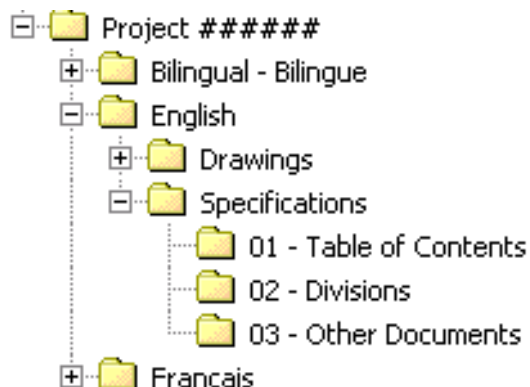 Project ######
Bilingual - Bilingue
English
Drawings
Specifications
01 - Table of Contents
02 - Divisions
03 - Other Documents
Francais